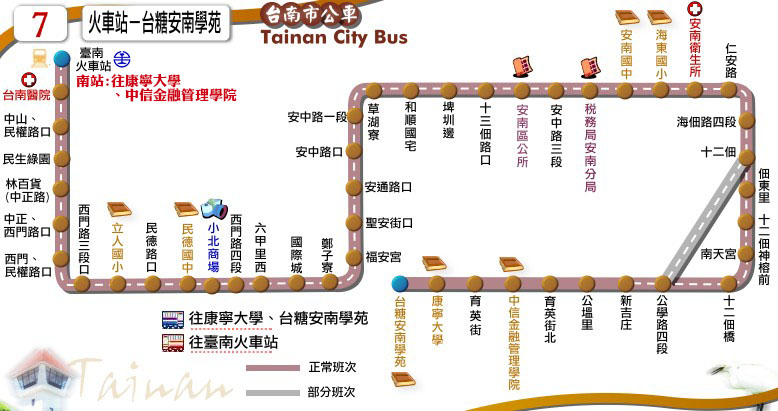 7
火車站－台糖安南學苑
台南市公車
Tainan City Bus
臺南
火車站
南站:往康寧大學
、中信金融管理學院
台南醫院
中山、
民權路口
民生綠園
林百貨
(中正路)
中正、
西門路口
西門、
民權路口
西門路三段口
立人國小
民德路口
民德國中
小北商場
西門路四段
六甲里西
國際城
鄭子寮
福安宮
聖安街口
安通路口
安中路口
安中路一段
草湖寮
和順國宅
埤圳邊
十三佃路口
安南區公所
安中路三段
稅務局安南分局
安南國中
海東國小
安南衛生所
仁安路
海佃路四段
十二佃
佃東里
十二佃神榕前
南天宮
十二佃橋
公學路四段
新吉庄
公塭里
育英街北
中信金融管理學院
育英街
康寧大學
台糖安南學苑
往康寧大學、台糖安南學苑
往臺南火車站
正常班次
部分班次
Tainan